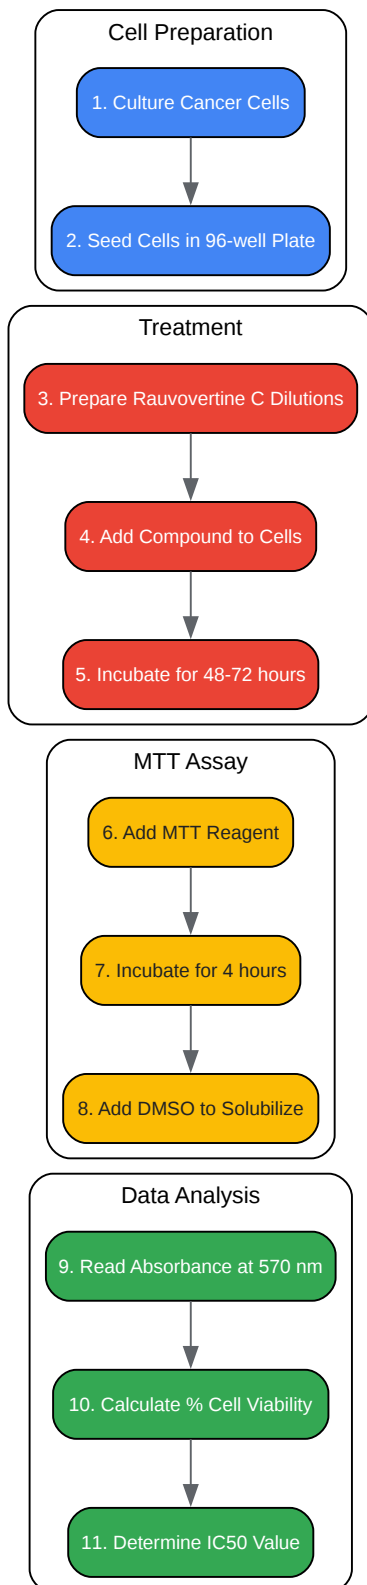 Cell Preparation
1. Culture Cancer Cells
2. Seed Cells in 96-well Plate
Treatment
3. Prepare Rauvovertine C Dilutions
4. Add Compound to Cells
5. Incubate for 48-72 hours
MTT Assay
6. Add MTT Reagent
7. Incubate for 4 hours
8. Add DMSO to Solubilize
Data Analysis
9. Read Absorbance at 570 nm
10. Calculate % Cell Viability
11. Determine IC50 Value